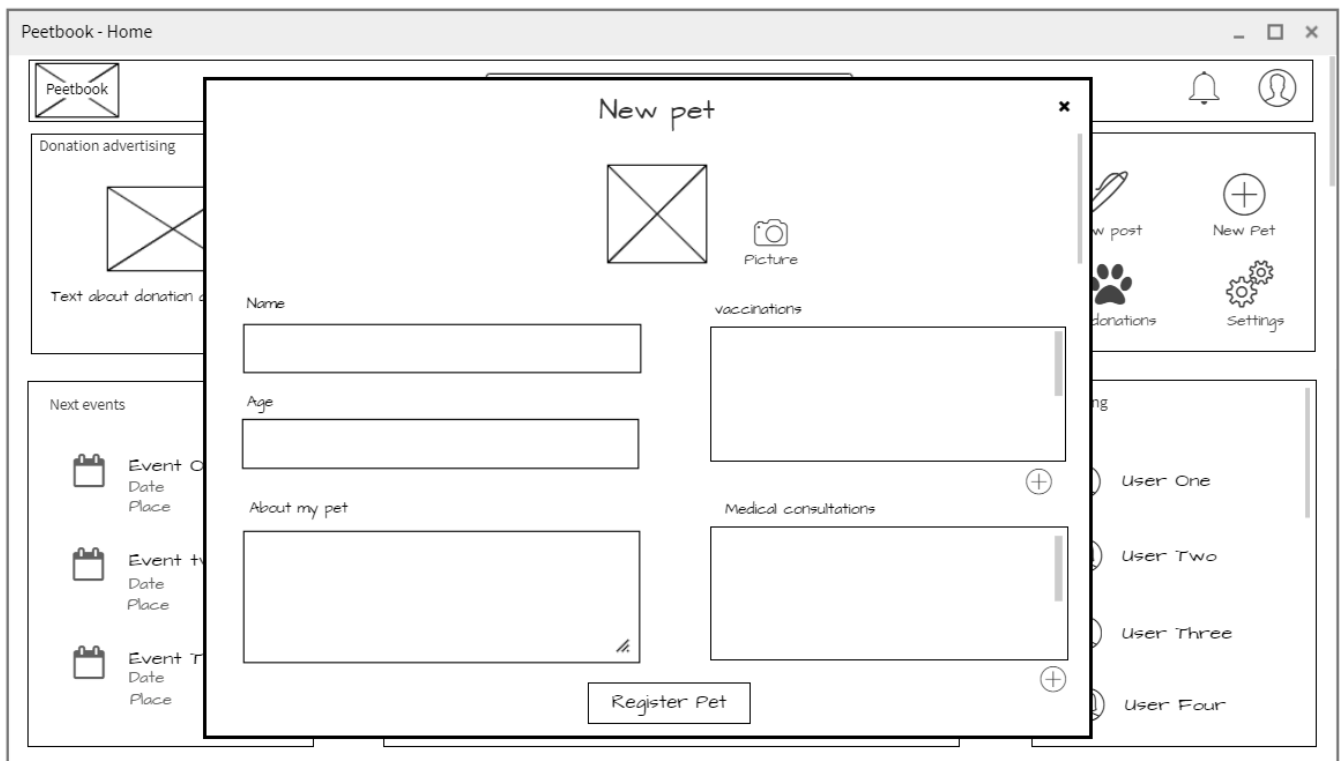 Peetbook - Home
Peetbook
New pet
Donation advertising
Picture
w post
New Pet
Text about donation
donations
Settings
Name
vaccinations
Age
About my pet
Medical consultations
Register Pet
Next events
Event O
Date
Place
Event tw
Date
Place
Event T
Date
Place
ng
User One
User Two
User Three
User Four